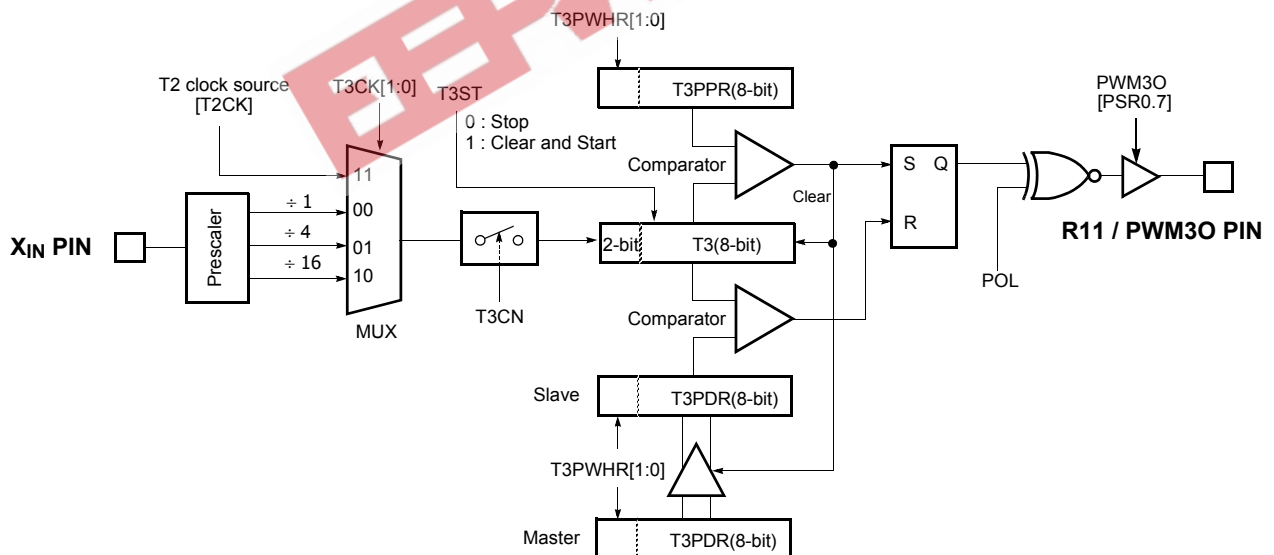 T3PWHR[1:0]
T3PPR(8-bit)
T2 clock source
[T2CK]
T3CK[1:0]
T3ST
0 : Stop
1 : Clear and Start
PWM3O
[PSR0.7]
Comparator
Clear
S Q
R
11
÷ 1
00
÷ 4
01
÷ 16
10
XIN PIN
Prescaler
MUX
T3CN
2-bit
T3(8-bit)
POL
R11 / PWM3O PIN
Comparator
Slave
T3PDR(8-bit)
T3PWHR[1:0]
Master
T3PDR(8-bit)